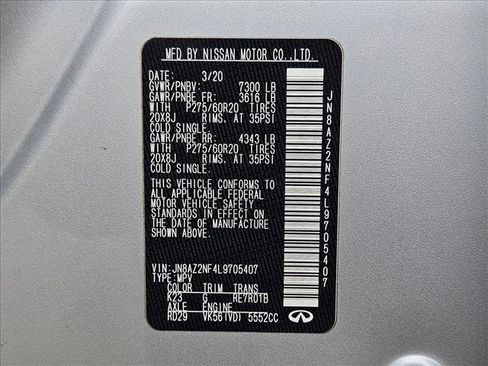 MFD BY NISSAN MOTOR CO.,LTD.
DATE: 3/20
GVWR/PNBV: 7300 LB
GAWR/PNBE FR: 3616 LB
WITH P275/60R20 TIRES
20X8J RIMS. AT 35PSI
COLD SINGLE.
GAWR/PNBE RR: 4343 LB
WITH P275/60R20 TIRES
20X8J RIMS. AT 35PSI
COLD SINGLE.
THIS VEHICLE CONFORMS TO
ALL APPLICABLE FEDERAL
MOTOR VEHICLE SAFETY
STANDARDS IN EFFECT ON
THE DATE OF MANUFACTURE
SHOWN ABOVE.
VIN: JN8AZ2NF4L9705407
TYPE: MPV
COLOR TRIM TRANS
K23 G RE7R01B
AXLE ENGINE
RD29 VK56(VD) 5552CC
JN8AZ2NF4L9705407